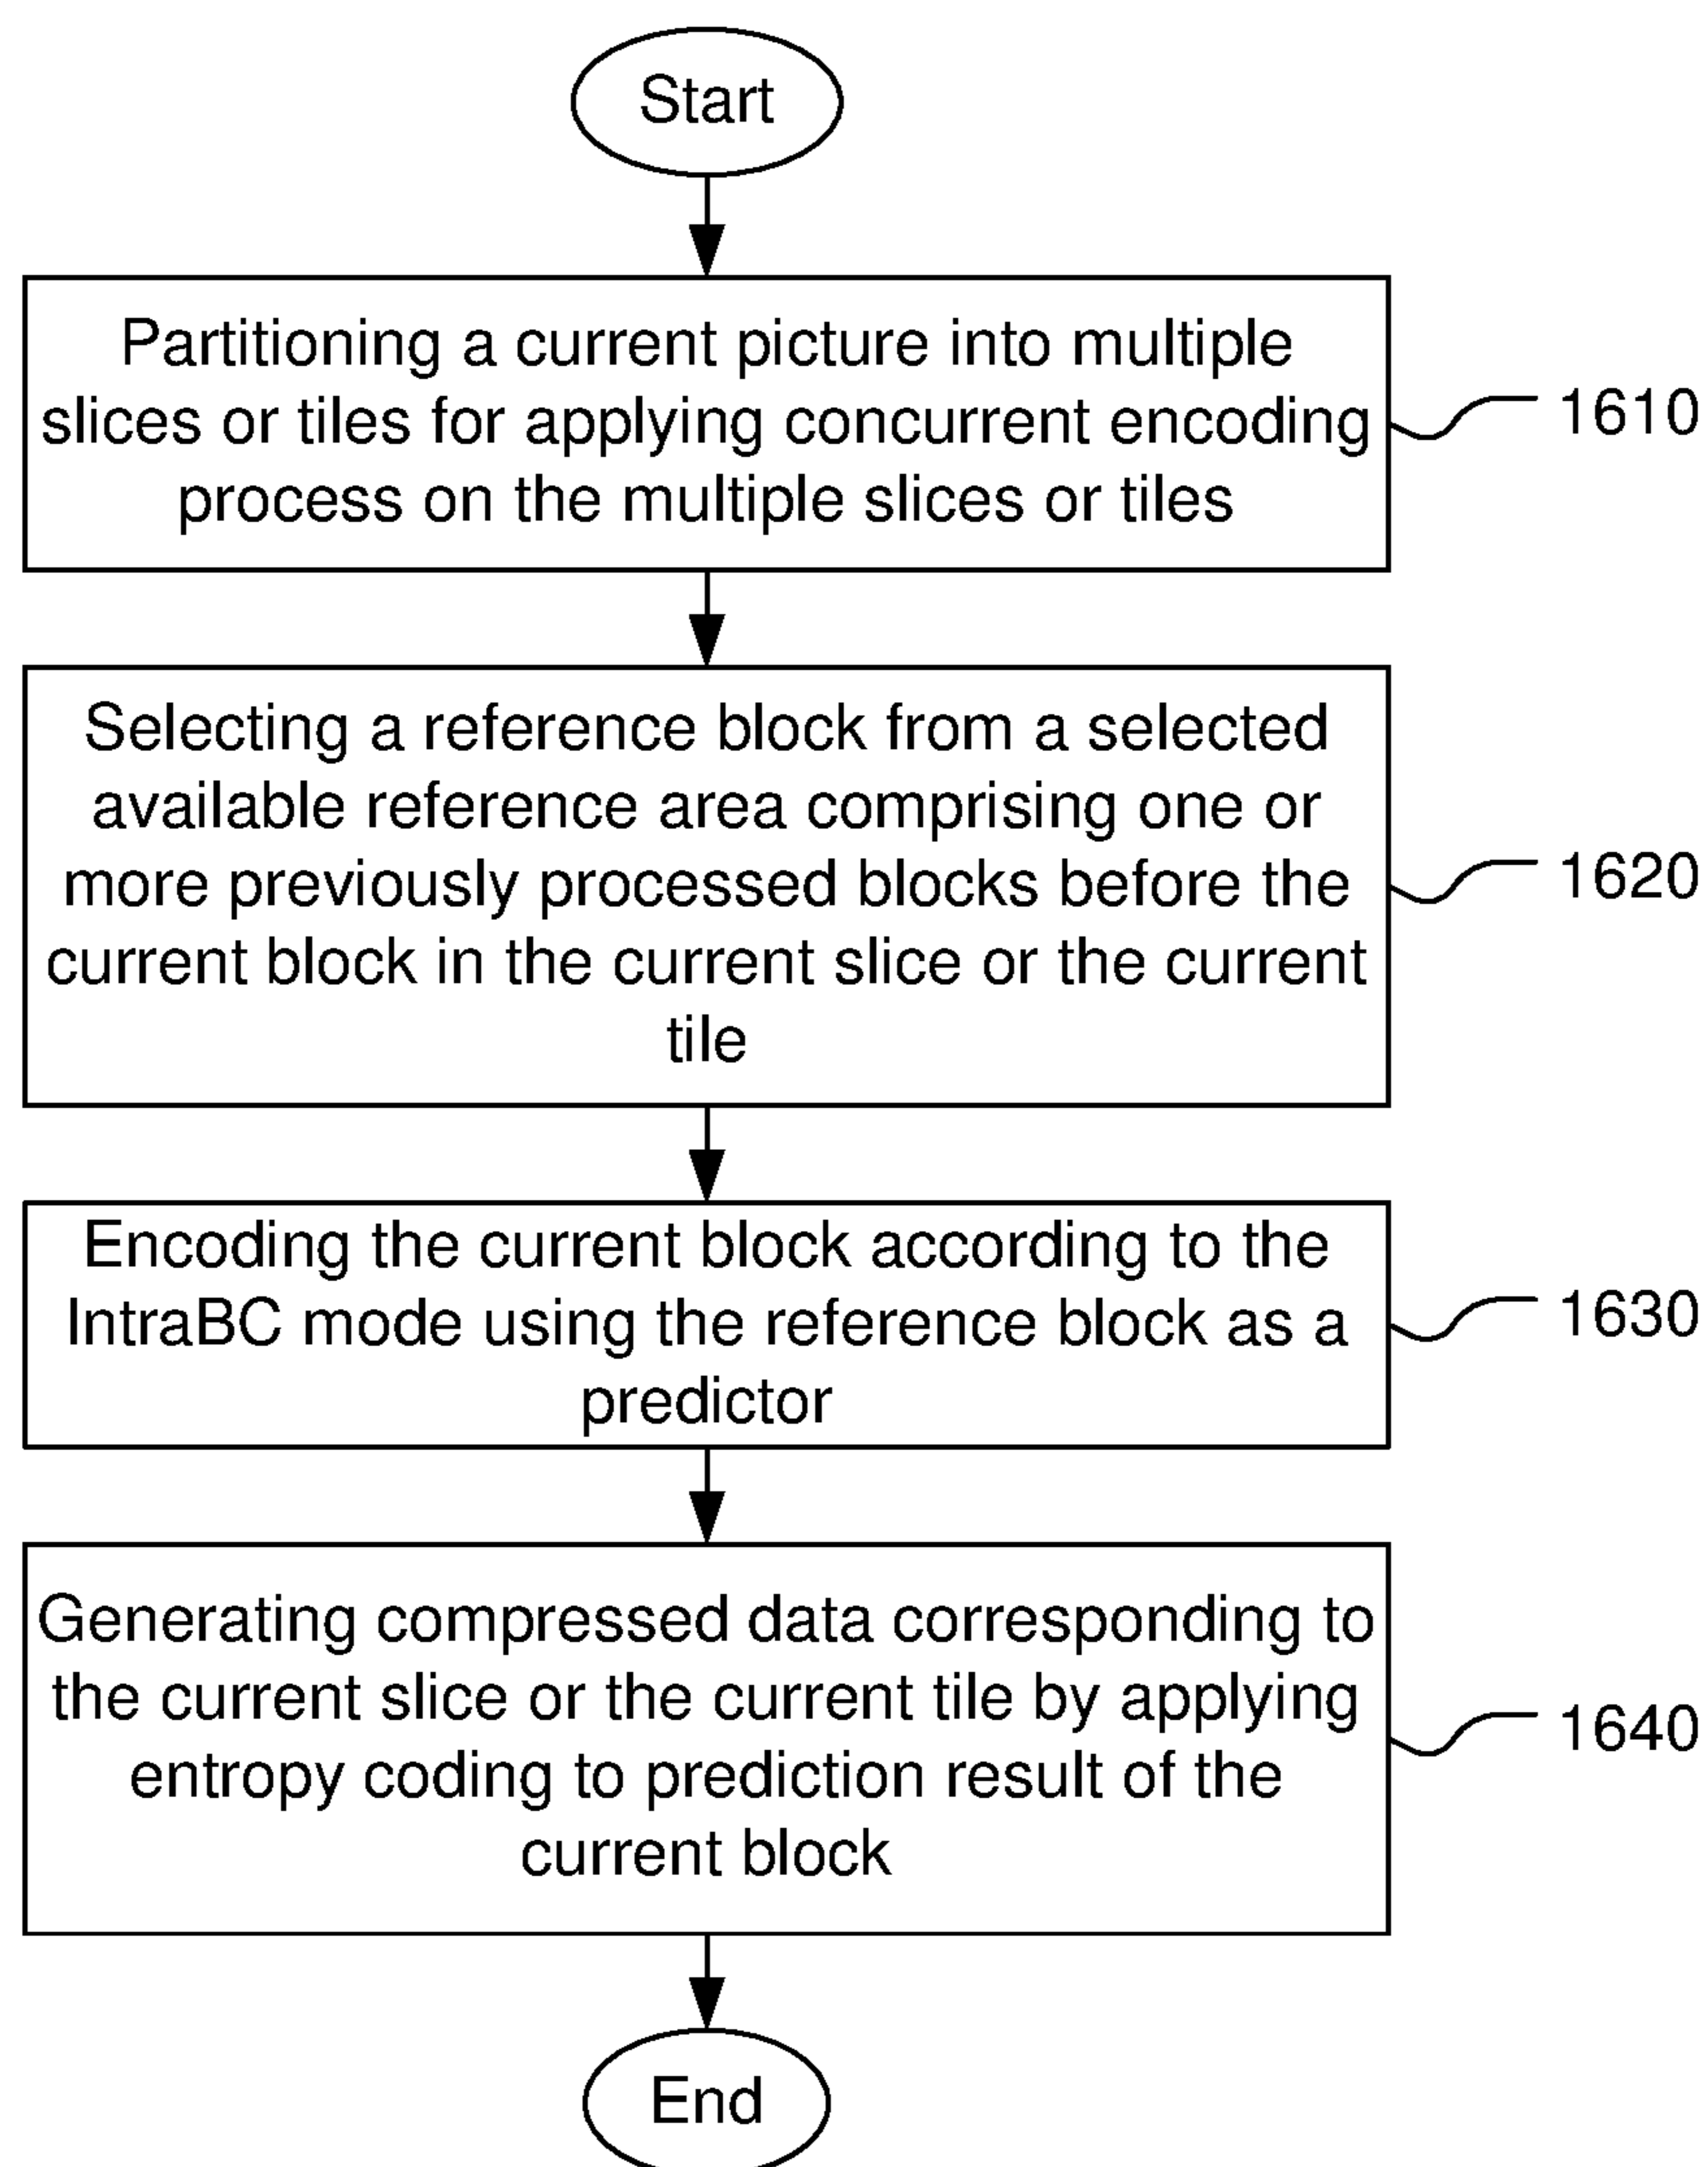 Start
Partitioning a current picture into multiple
slices or tiles for applying concurrent encoding
process on the multiple slices or tiles
1610
Selecting a reference block from a selected
available reference area comprising one or
more previously processed blocks before the
current block in the current slice or the current
tile
1620
Encoding the current block according to the
IntraBC mode using the reference block as a
predictor
1630
Generating compressed data corresponding to
the current slice or the current tile by applying
entropy coding to prediction result of the
current block
1640
End